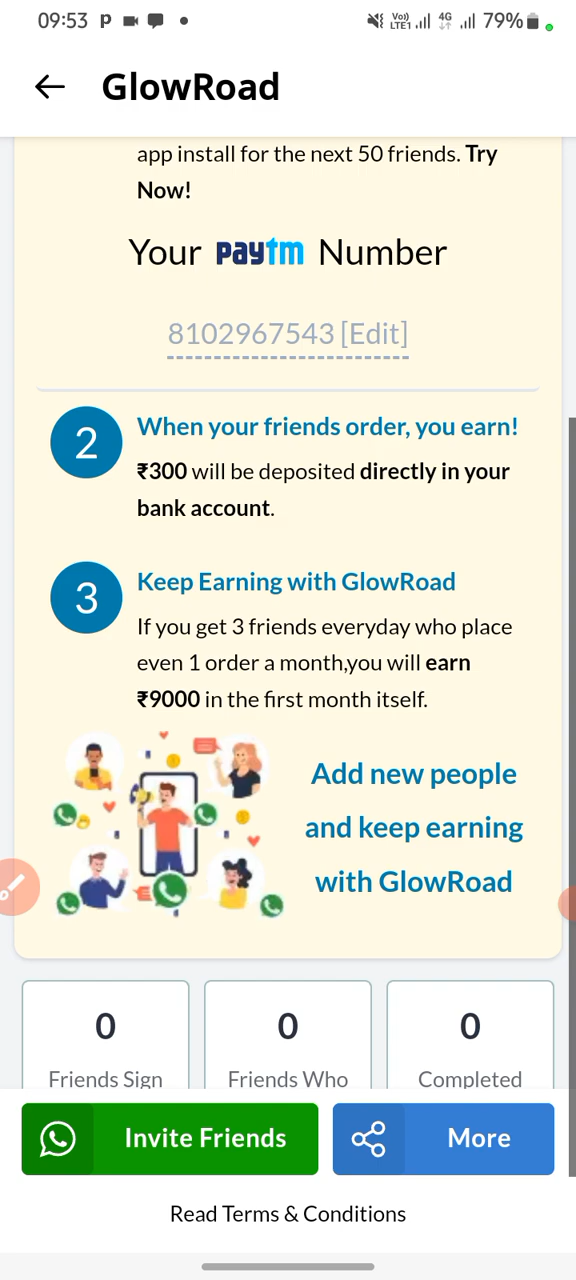 09:53 P Vo) LTE1 4G 79%
GlowRoad
app install for the next 50 friends. Try
Now!
Your paytm Number
8102967543 [Edit]
2 When your friends order, you earn!
₹300 will be deposited directly in your
bank account.
3 Keep Earning with GlowRoad
If you get 3 friends everyday who place
even 1 order a month,you will earn
₹9000 in the first month itself.
Add new people
and keep earning
with GlowRoad
0 0 0
Friends Sign Friends Who Completed
Invite Friends More
Read Terms & Conditions